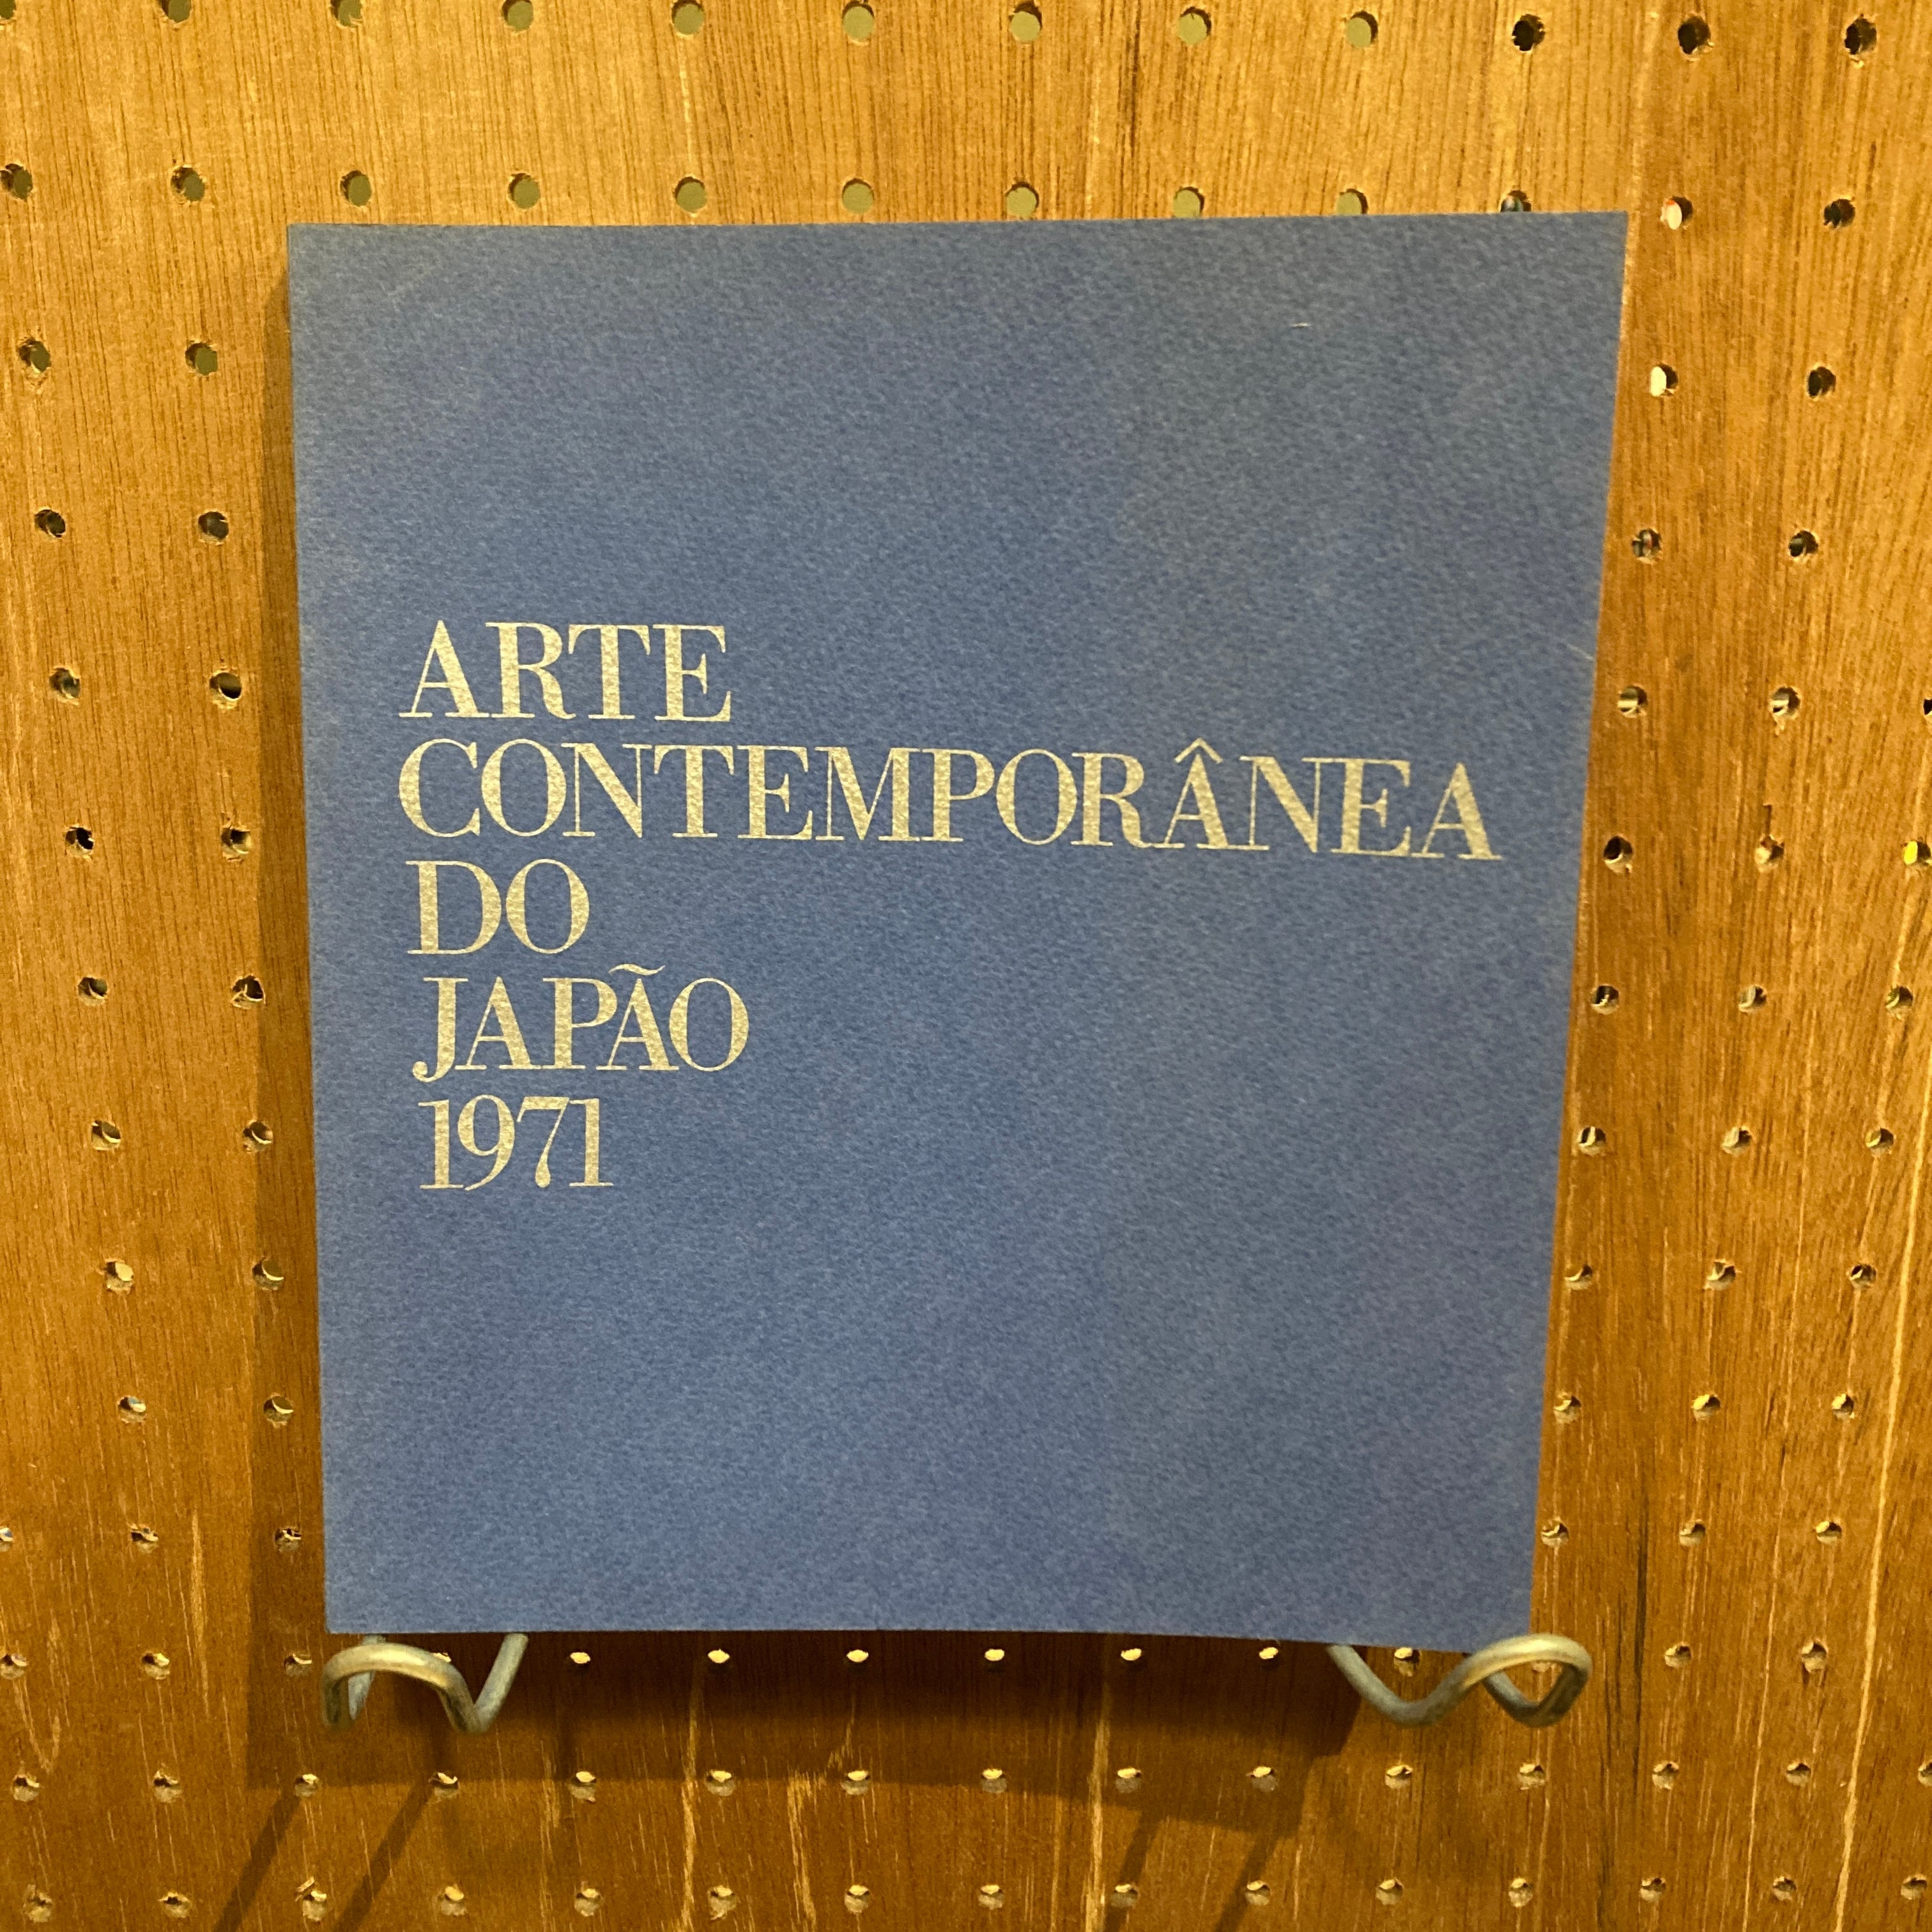 ARTE
CONTEMPORÂNEA
DO
JAPÃO
1971